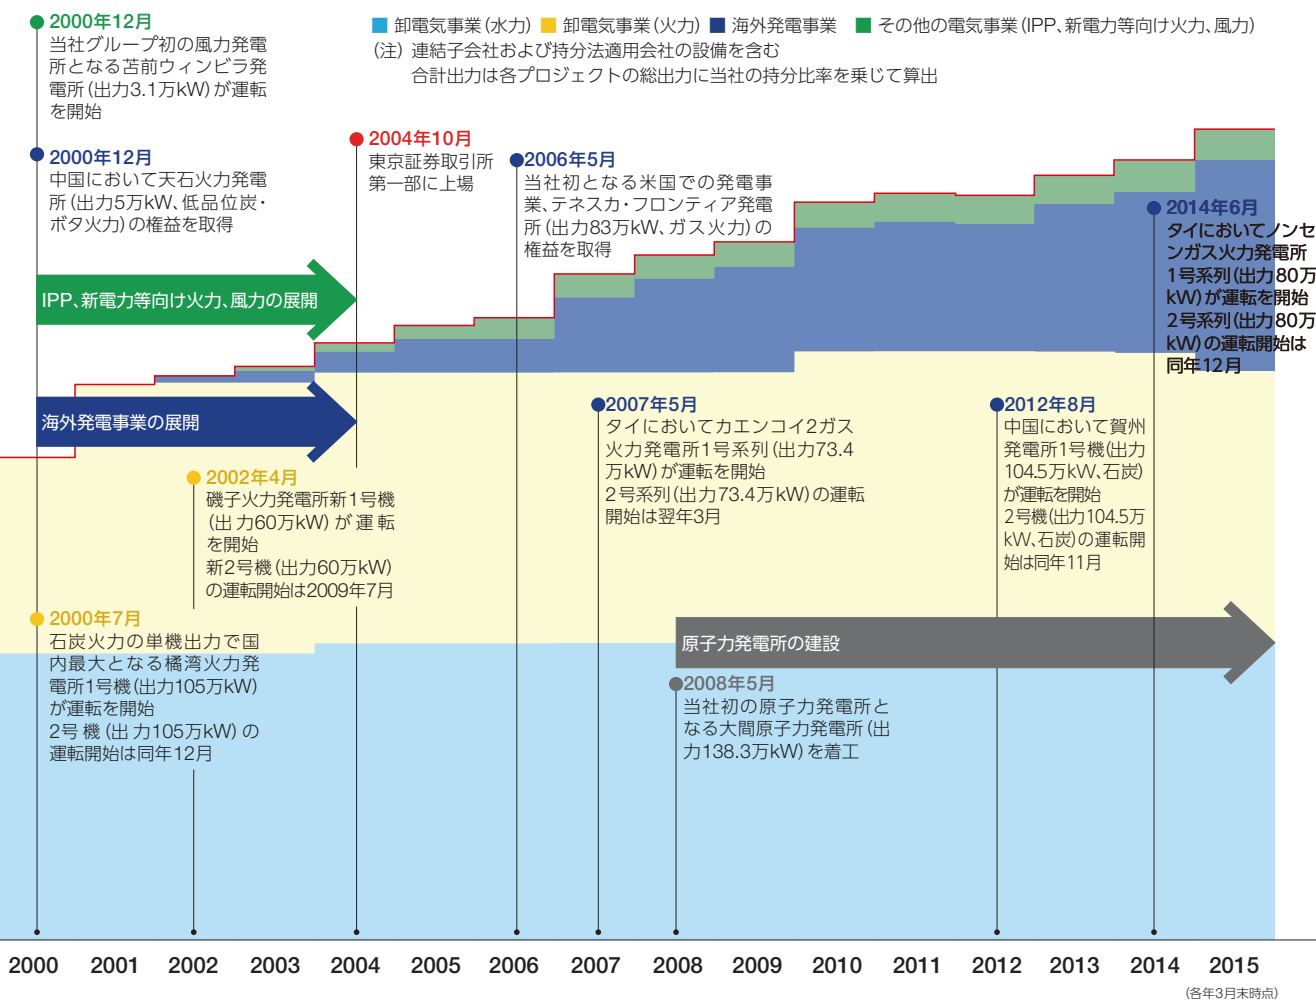 卸電気事業（水力） 卸電気事業（火力） 海外発電事業 その他の電気事業（IPP、新電力等向け火力、風力）
（注） 連結子会社および持分法適用会社の設備を含む
合計出力は各プロジェクトの総出力に当社の持分比率を乗じて算出
2000年12月
当社グループ初の風力発電
所となる苫前ウィンビラ発
電所（出力3.1万kW）が運転
を開始
2000年12月
中国において天石火力発電
所（出力5万kW、低品位炭・
ボタ火力）の権益を取得
2004年10月
東京証券取引所
第一部に上場
2006年5月
当社初となる米国での発電事
業、テネスカ・フロンティア発電
所（出力83万kW、ガス火力）の
権益を取得
2014年6月
タイにおいてノンセ
ンガス火力発電所
1号系列（出力80万
kW）が運転を開始
2号系列（出力80万
kW）の運転開始は
同年12月
IPP、新電力等向け火力、風力の展開
海外発電事業の展開
2002年4月
磯子火力発電所新1号機
（出力60万kW）が運転
を開始
新2号機（出力60万kW）
の運転開始は2009年7月
2007年5月
タイにおいてカエンコイ2ガス
火力発電所1号系列（出力73.4
万kW）が運転を開始
2号系列（出力73.4万kW）の運転
開始は翌年3月
2012年8月
中国において賀州
発電所1号機（出力
104.5万kW、石炭）
が運転を開始
2号機（出力104.5万
kW、石炭）の運転開
始は同年11月
2000年7月
石炭火力の単機出力で国
内最大となる橘湾火力発
電所1号機（出力105万kW）
が運転を開始
2号機（出力105万kW）の
運転開始は同年12月
原子力発電所の建設
2008年5月
当社初の原子力発電所と
なる大間原子力発電所（出
力138.3万kW）を着工
2000 2001 2002 2003 2004 2005 2006 2007 2008 2009 2010 2011 2012 2013 2014 2015
（各年3月末時点）